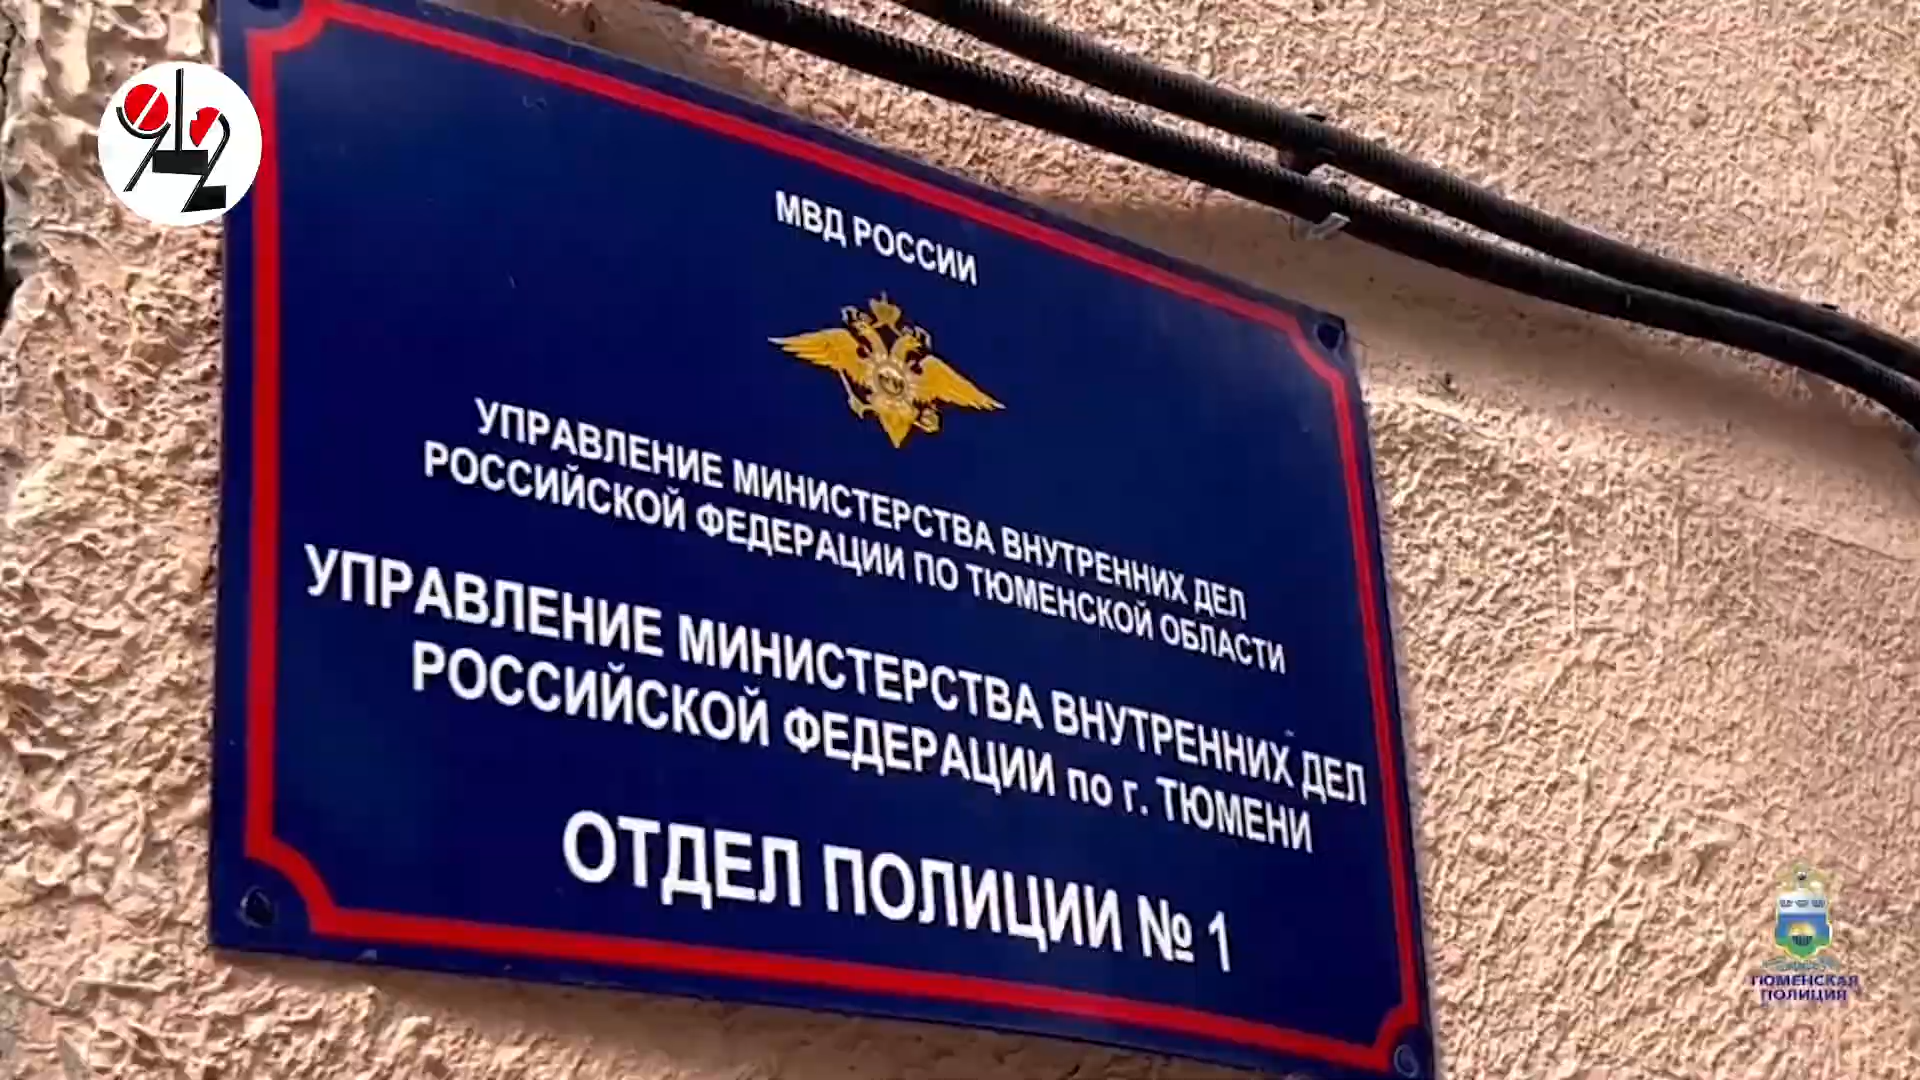 МВД РОССИИ
УПРАВЛЕНИЕ МИНИСТЕРСТВА ВНУТРЕННИХ ДЕЛ
РОССИЙСКОЙ ФЕДЕРАЦИИ ПО ТЮМЕНСКОЙ ОБЛАСТИ
УПРАВЛЕНИЕ МИНИСТЕРСТВА ВНУТРЕННИХ ДЕЛ
РОССИЙСКОЙ ФЕДЕРАЦИИ по г. ТЮМЕНИ
ОТДЕЛ ПОЛИЦИИ № 1
ТЮМЕНСКАЯ
ПОЛИЦИЯ